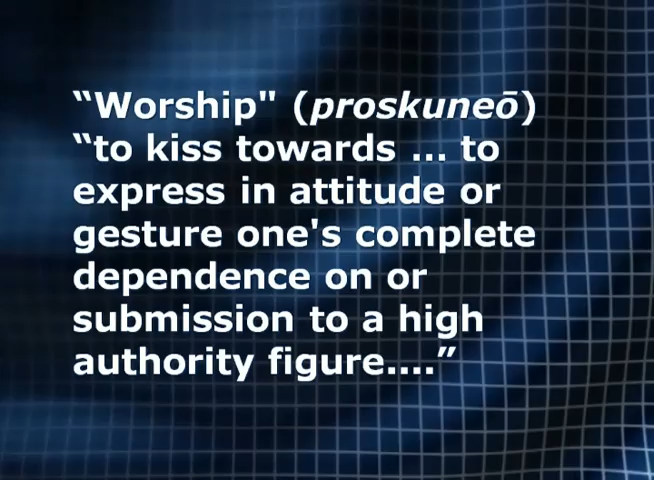 “Worship" (proskuneō)
“to kiss towards ... to
express in attitude or
gesture one's complete
dependence on or
submission to a high
authority figure....”